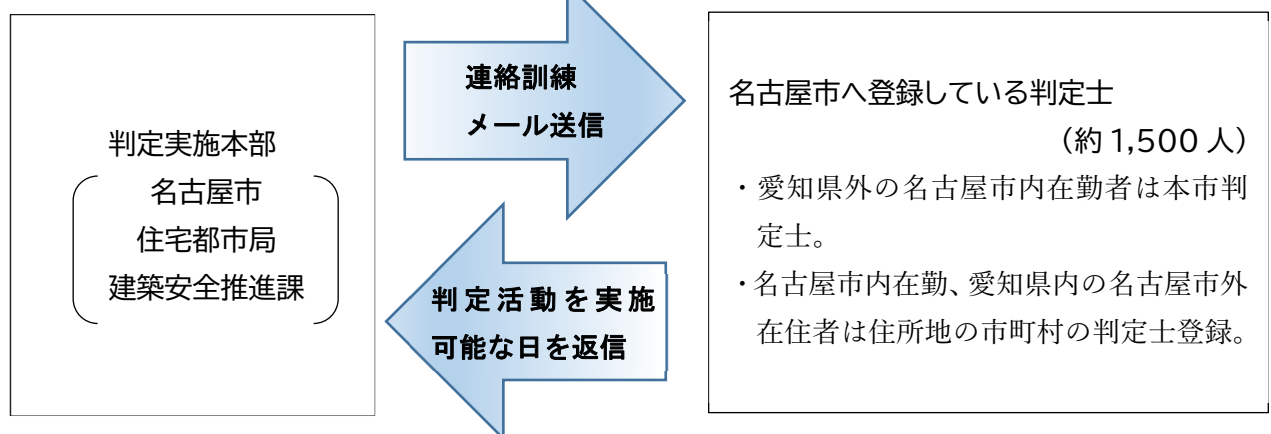 判定実施本部
名古屋市
住宅都市局
建築安全推進課
連絡訓練
メール送信
判定活動を実施
可能な日を返信
名古屋市へ登録している判定士
（約1,500 人）
・愛知県外の名古屋市内在勤者は本市判
定士。
・名古屋市内在勤、愛知県内の名古屋市外
在住者は住所地の市町村の判定士登録。